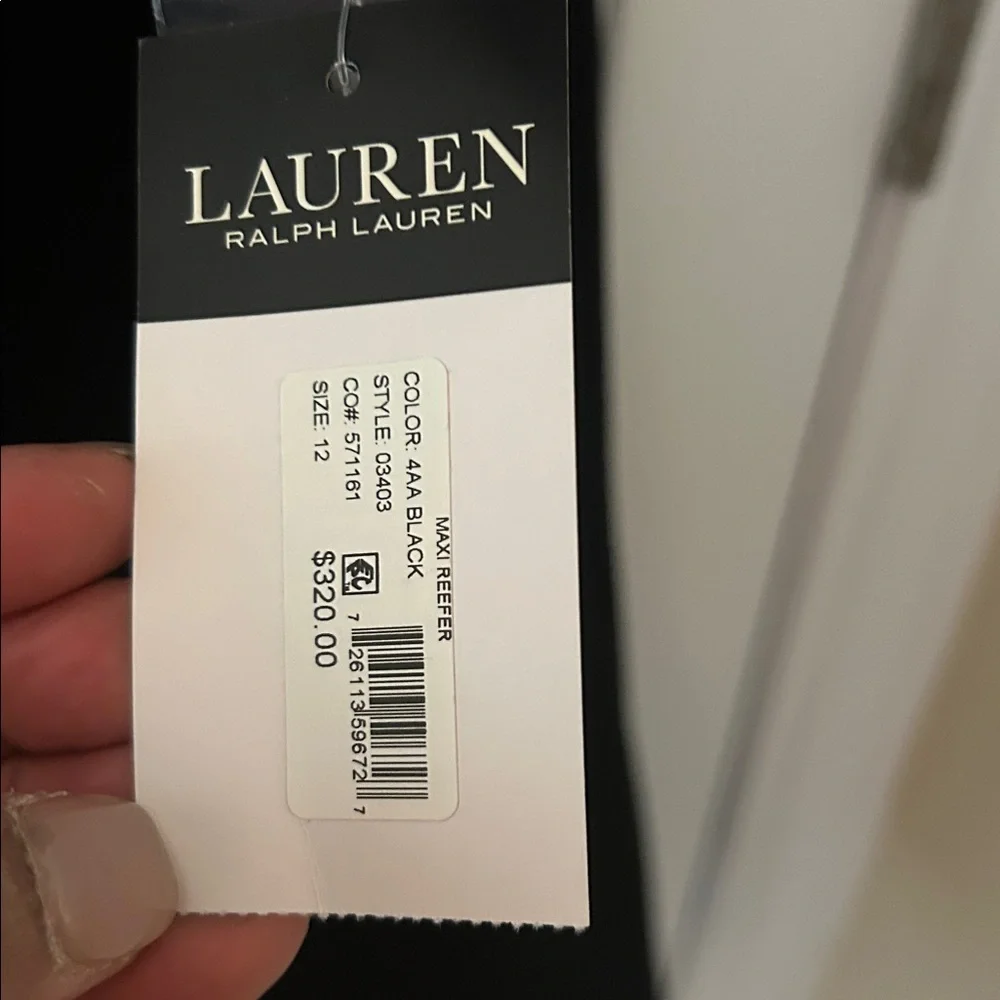 LAUREN
RALPH LAUREN
MAXI REEFER
COLOR: 4AA BLACK
STYLE: 03403
CO#: 571161
SIZE: 12
$320.00
7 26113 59672 7